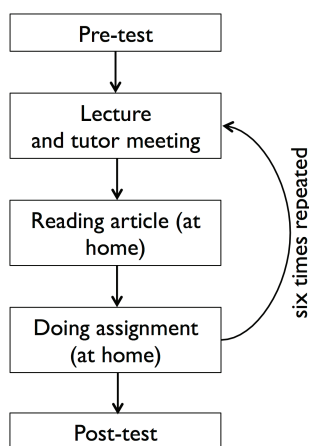 Pre-test
Lecture
and tutor meeting
Reading article (at
home)
Doing assignment
(at home)
six times repeated
Post-test